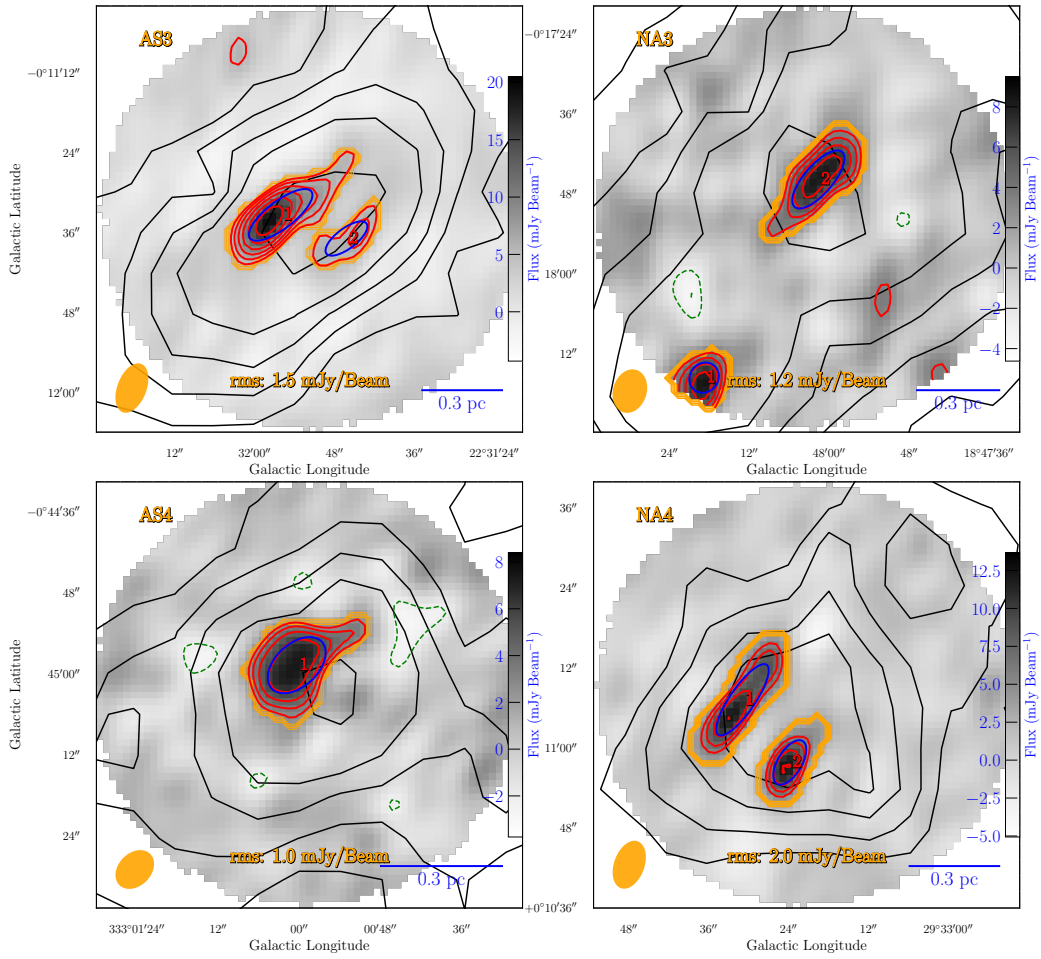 AS3
−0°11′12″
24″
36″
48″
12′00″
Galactic Latitude
1
2
20
15
10
5
0
Flux (mJy Beam⁻¹)
rms: 1.5 mJy/Beam
0.3 pc
12″ 32′00″ 48″ 36″ 22°31′24″
Galactic Longitude
NA3
−0°17′24″
36″
48″
18′00″
12″
2
8
6
4
2
0
−2
−4
Flux (mJy Beam⁻¹)
rms: 1.2 mJy/Beam
0.3 pc
24″ 12″ 48′00″ 48″ 18°47′36″
Galactic Longitude
AS4
−0°44′36″
48″
45′00″
12″
24″
Galactic Latitude
1
8
6
4
2
0
−2
Flux (mJy Beam⁻¹)
rms: 1.0 mJy/Beam
0.3 pc
333°01′24″ 12″ 00″ 00′48″ 36″
Galactic Longitude
NA4
36″
24″
12″
11′00″
48″
+0°10′36″
1
2
12.5
10.0
7.5
5.0
2.5
0.0
−2.5
−5.0
Flux (mJy Beam⁻¹)
rms: 2.0 mJy/Beam
0.3 pc
48″ 36″ 24″ 12″ 29°33′00″
Galactic Longitude